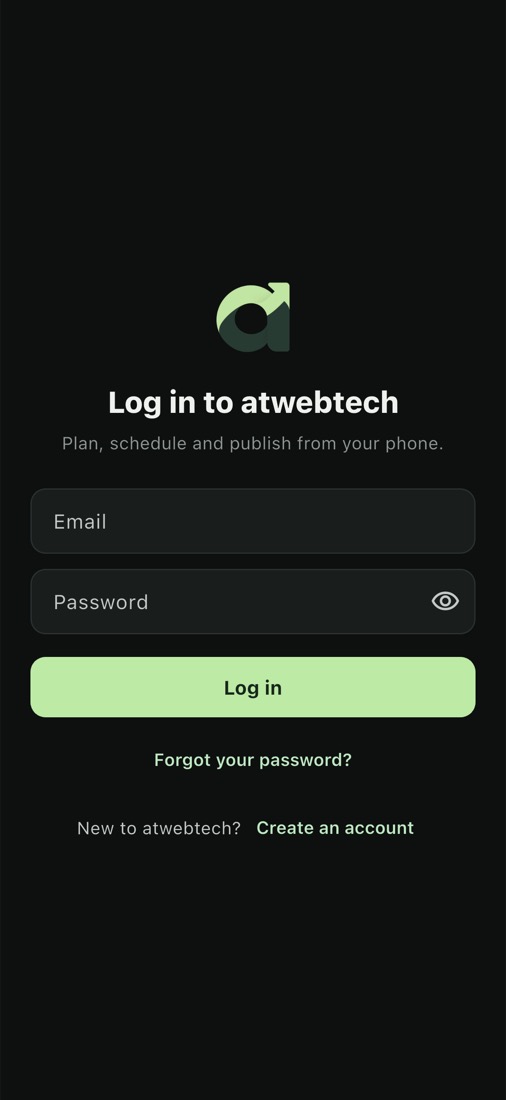 Log in to atwebtech
Plan, schedule and publish from your phone.
Email
Password
Log in
Forgot your password?
New to atwebtech? Create an account